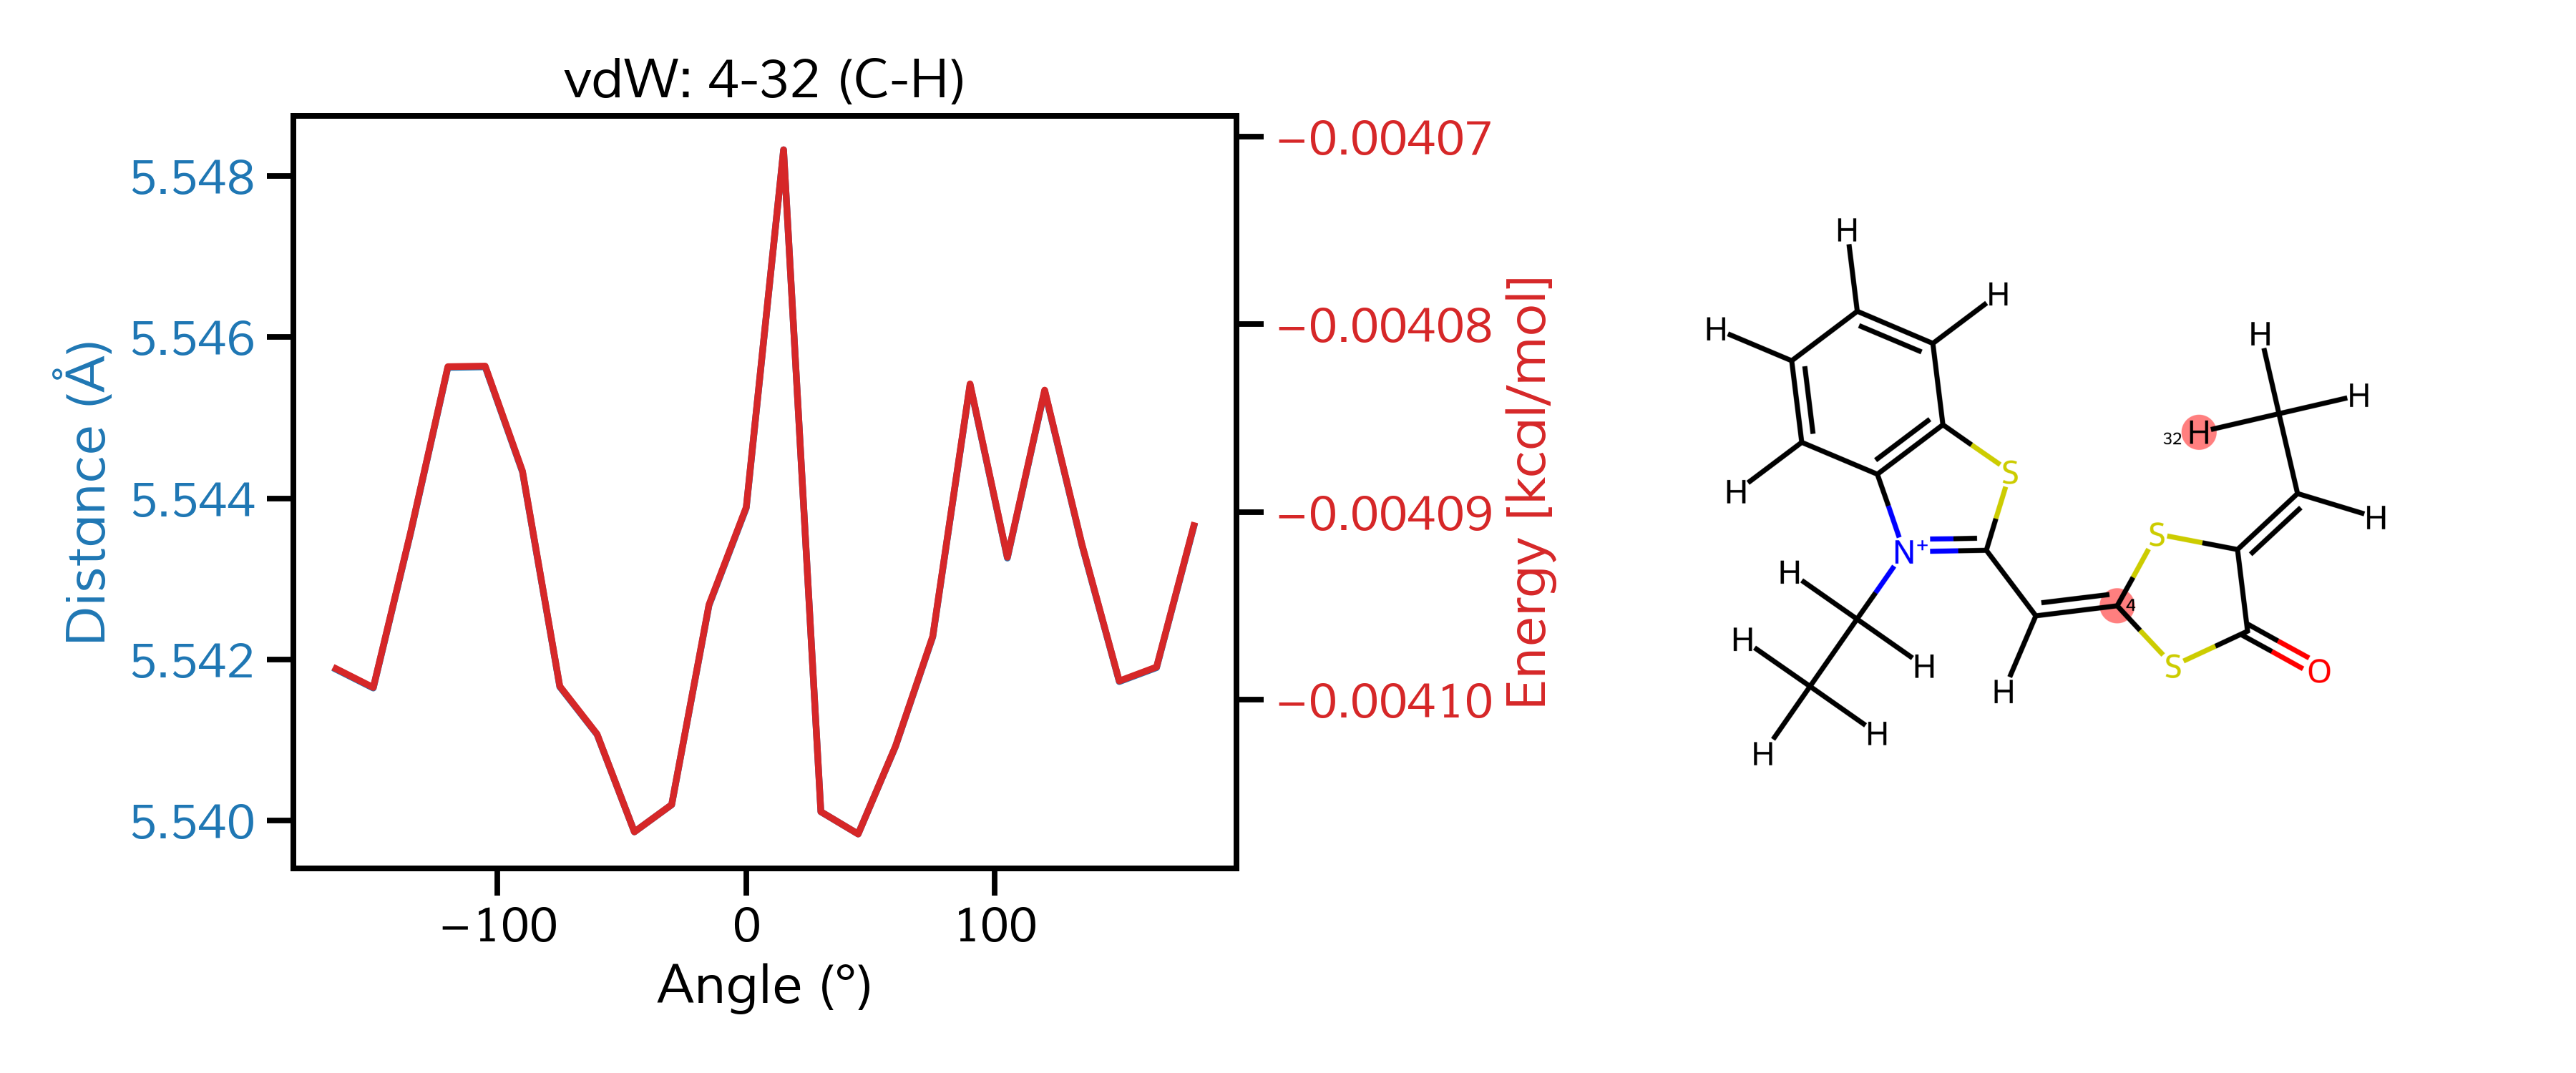 vdW: 4-32 (C-H)
Distance (Å)
5.548
5.546
5.544
5.542
5.540
−100
0
100
Angle (°)
−0.00407
−0.00408
−0.00409
−0.00410
Energy [kcal/mol]
H
H
H
H
H
H
32 H
S
H
H
S
N+
H
4
H
H
S
O
H
H
H